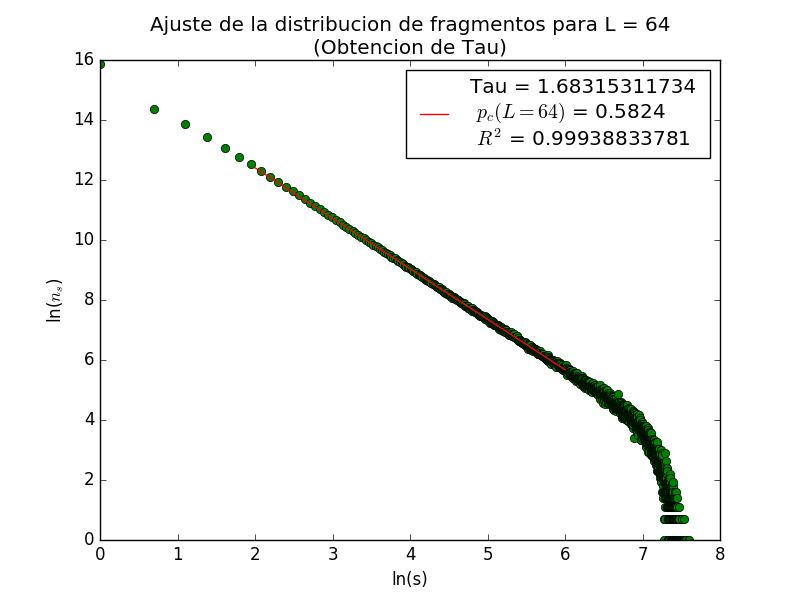 Ajuste de la distribucion de fragmentos para L = 64
(Obtencion de Tau)
Tau = 1.68315311734
p_c(L = 64) = 0.5824
R^2 = 0.99938833781
16
14
12
10
8
6
4
2
0
ln(n_s)
0 1 2 3 4 5 6 7 8
ln(s)